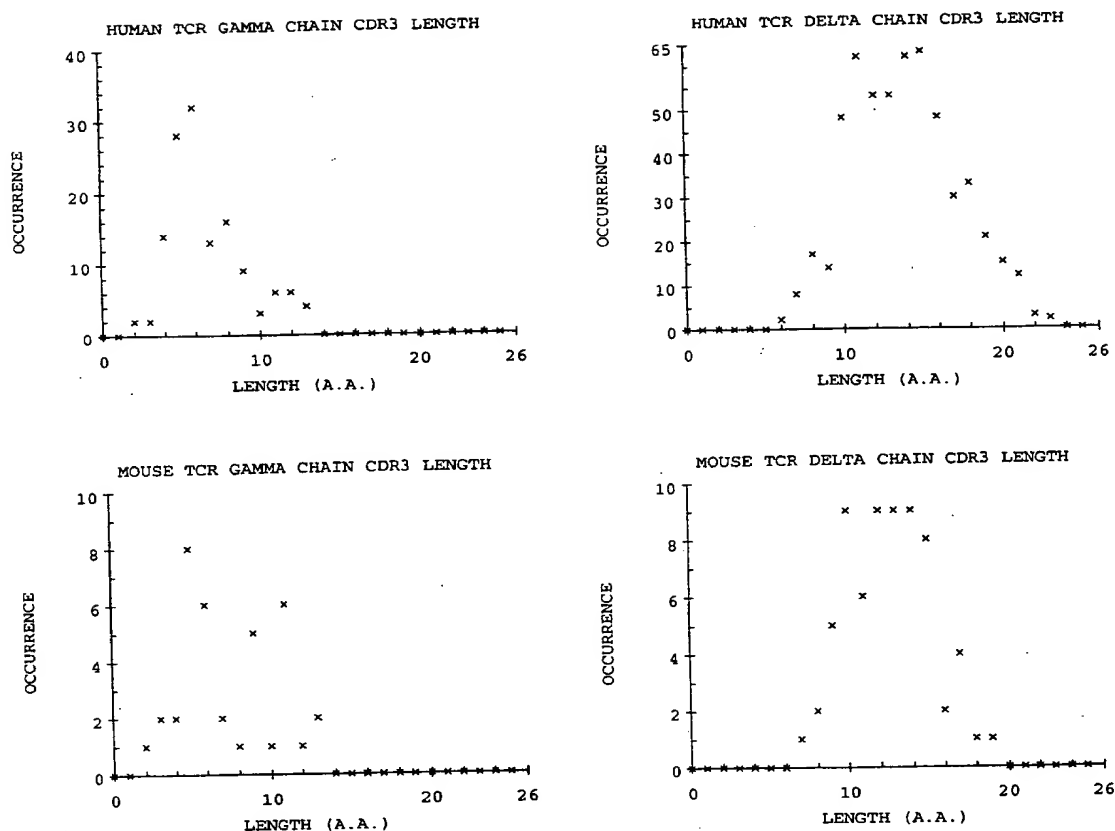 HUMAN TCR GAMMA CHAIN CDR3 LENGTH
40
30
20
10
0
OCCURRENCE
0 10 20 26
LENGTH (A.A.)
HUMAN TCR DELTA CHAIN CDR3 LENGTH
65
50
40
30
20
10
0
OCCURRENCE
0 10 20 26
LENGTH (A.A.)
MOUSE TCR GAMMA CHAIN CDR3 LENGTH
10
8
6
4
2
0
OCCURRENCE
0 10 20 26
LENGTH (A.A.)
MOUSE TCR DELTA CHAIN CDR3 LENGTH
10
8
6
4
2
0
OCCURRENCE
0 10 20 26
LENGTH (A.A.)